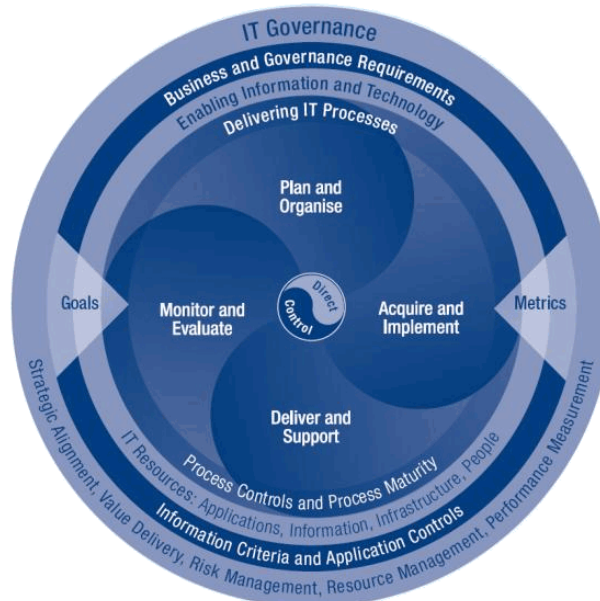 IT Governance
Business and Governance Requirements
Enabling Information and Technology
Delivering IT Processes
Plan and
Organise
Direct
Control
Goals
Monitor and
Evaluate
Acquire and
Implement
Metrics
Deliver and
Support
Process Controls and Process Maturity
IT Resources: Applications, Information, Infrastructure, People
Information Criteria and Application Controls
Strategic Alignment, Value Delivery, Risk Management, Resource Management, Performance Measurement